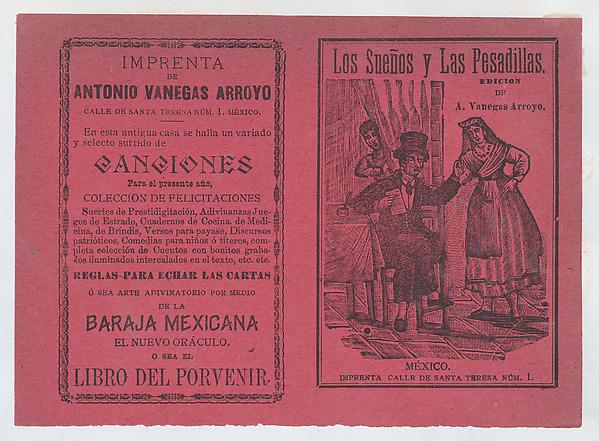 IMPRENTA
DE
ANTONIO VANEGAS ARROYO
CALLE DE SANTA TERESA NÚM. 1. MÉXICO.
En esta antigua casa se halla un variado
y selecto surtido de
CANCIONES
Para el presente año,
COLECCION DE FELICITACIONES
Suertes de Prestidigitación, Adivinanzas Jue-
gos de Estrado, Cuadernos de Cocina, de Medi-
cina, de Brindis, Versos para payaso, Discursos
patrióticos, Comedias para niños ó títeres, com-
pleta colección de Cuentos con bonitos graba-
los iluminados intercalados en el texto, etc. etc.
REGLAS PARA ECHAR LAS CARTAS
Ó SEA ARTE ADIVINATORIO POR MEDIO
DE LA
BARAJA MEXICANA
EL NUEVO ORÁCULO,
O SEA EL
LIBRO DEL PORVENIR.
Los Sueños y Las Pesadillas.
EDICION
DE
A. Vanegas Arroyo.
MÉXICO.
IMPRENTA CALLE DE SANTA TERESA NÚM. 1.